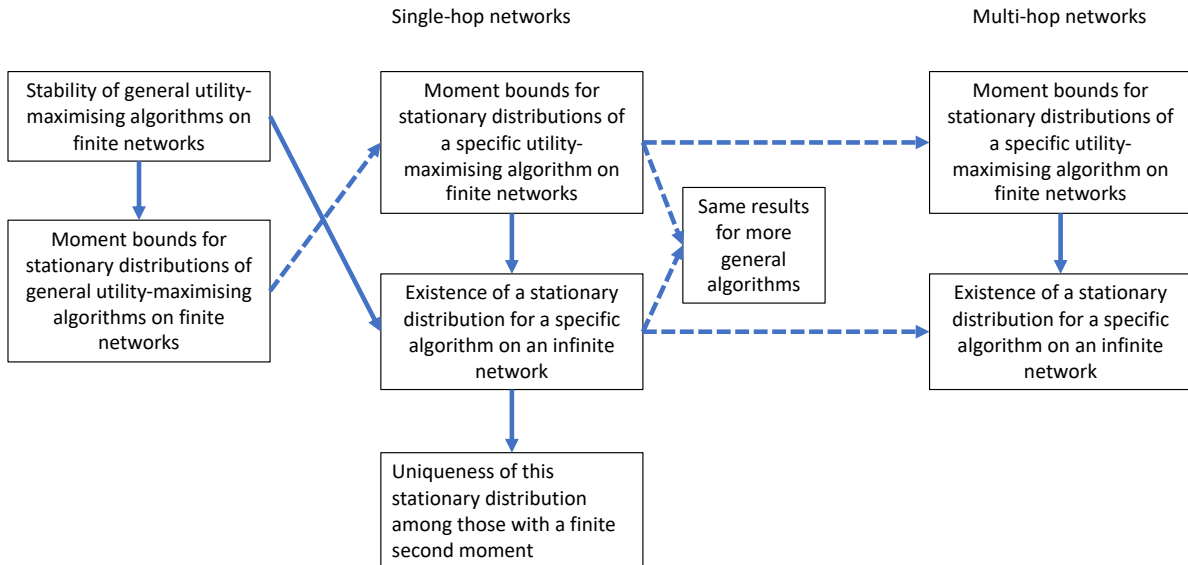 Single-hop networks
Multi-hop networks
Stability of general utility-
maximising algorithms on
finite networks
Moment bounds for
stationary distributions of
general utility-maximising
algorithms on finite
networks
Moment bounds for
stationary distributions of
a specific utility-
maximising algorithm on
finite networks
Existence of a stationary
distribution for a specific
algorithm on an infinite
network
Uniqueness of this
stationary distribution
among those with a finite
second moment
Same results
for more
general
algorithms
Moment bounds for
stationary distributions of
a specific utility-
maximising algorithm on
finite networks
Existence of a stationary
distribution for a specific
algorithm on an infinite
network